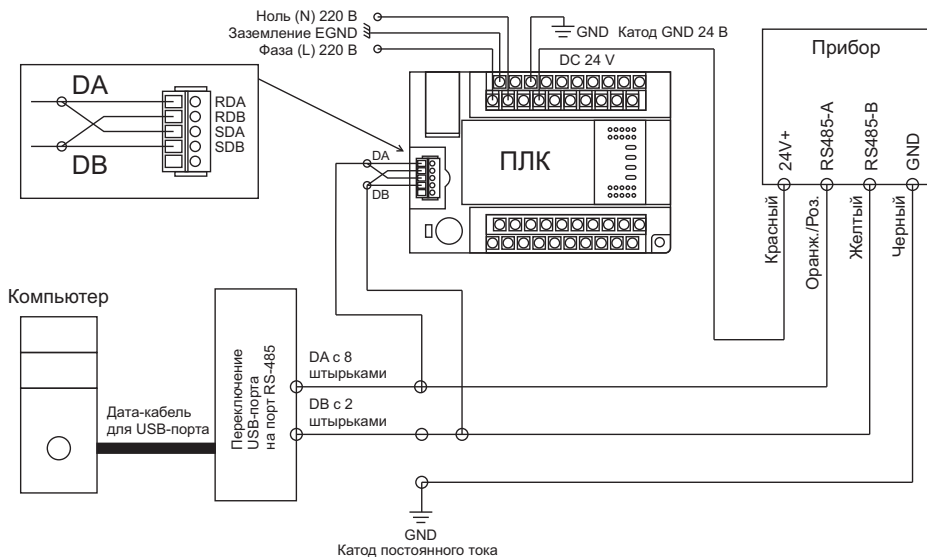 Ноль (N) 220 В
Заземление EGND
Фаза (L) 220 В
GND
Катод GND 24 В
DC 24 V
Прибор
24V+
RS485-A
RS485-B
GND
Красный
Оранж./Роз.
Желтый
Черный
DA
DB
RDA
RDB
SDA
SDB
DA
DB
ПЛК
Компьютер
Дата-кабель
для USB-порта
Переключение
USB-порта
на порт RS-485
DA с 8
штырьками
DB с 2
штырьками
GND
Катод постоянного тока